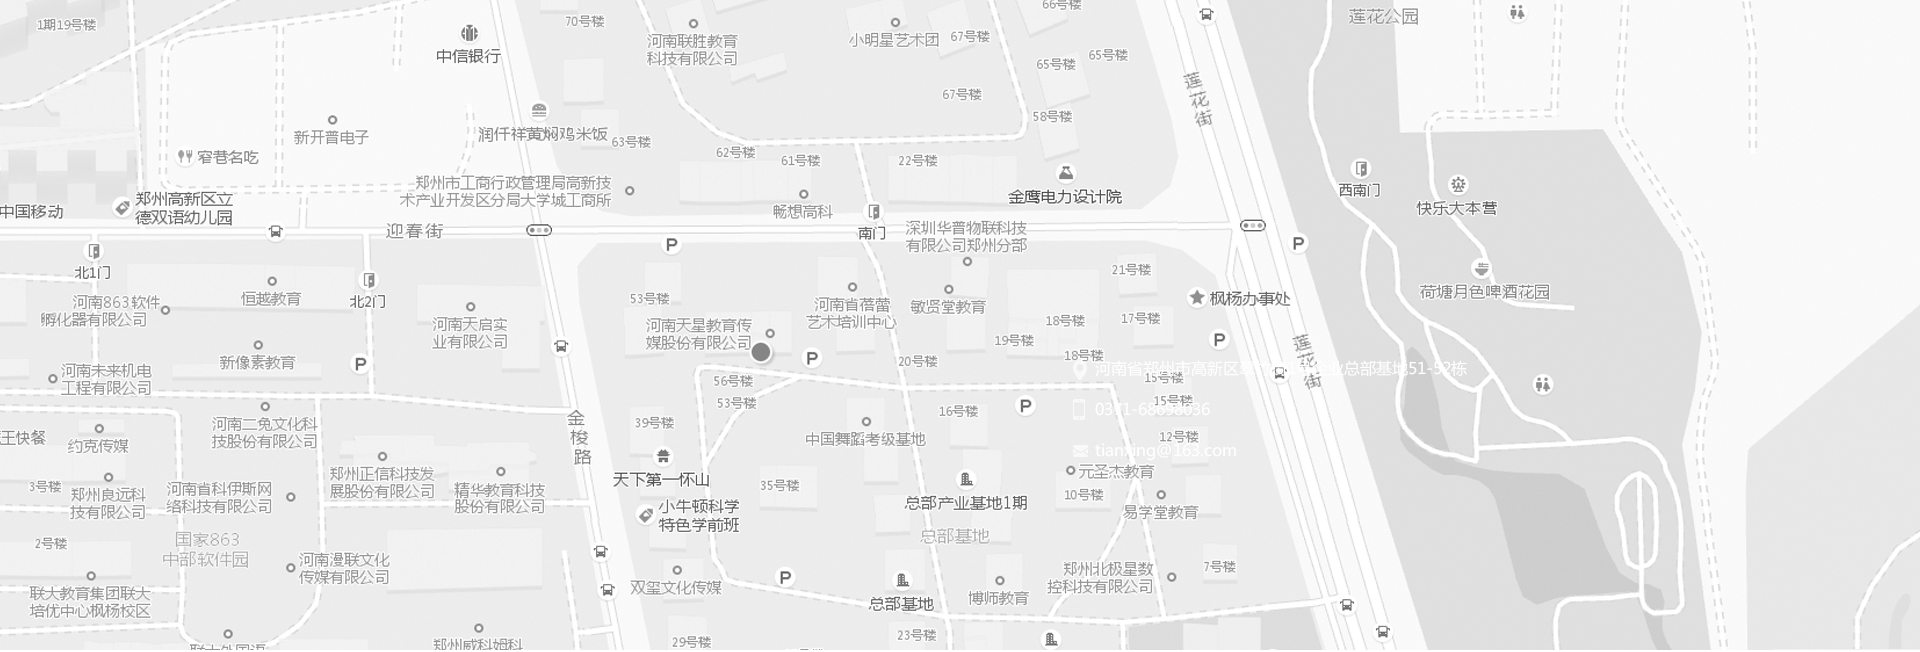 1期19号楼
70号楼
66号楼
莲花公园
中信银行
河南联胜教育
科技有限公司
小明星艺术团
67号楼
65号楼
65号楼
67号楼
58号楼
莲花街
润仟祥黄焖鸡米饭
63号楼
新开普电子
窄巷名吃
62号楼
61号楼
22号楼
郑州市工商行政管理局高新技
术产业开发区分局大学城工商所
金鹰电力设计院
西南门
快乐大本营
中国移动
郑州高新区立
德双语幼儿园
畅想高科
迎春街
南门
深圳华普物联科技
有限公司郑州分部
北1门
北2门
21号楼
河南863软件
孵化器有限公司
恒越教育
53号楼
河南省蓓蕾
艺术培训中心
敏贤堂教育
枫杨办事处
荷塘月色啤酒花园
河南天启实
业有限公司
河南天星教育传
媒股份有限公司
18号楼
17号楼
19号楼
18号楼
莲花街
新像素教育
20号楼
河南未来机电
工程有限公司
56号楼
15号楼
53号楼
15号楼
16号楼
0371-68698636
河南二兔文化科
技股份有限公司
金梭路
39号楼
中国舞蹈考级基地
12号楼
王快餐
约克传媒
tianxing@163.com
天下第一怀山
元圣杰教育
郑州正信科技发
展股份有限公司
精华教育科技
股份有限公司
3号楼
郑州良远科
技有限公司
河南省科伊斯网
络科技有限公司
35号楼
10号楼
总部产业基地1期
易学堂教育
小牛顿科学
特色学前班
总部基地
2号楼
国家863
中部软件园
河南漫联文化
传媒有限公司
7号楼
郑州北极星数
控科技有限公司
联大教育集团联大
培优中心枫杨校区
双玺文化传媒
总部基地
博师教育
29号楼
23号楼
郑州威科姆科